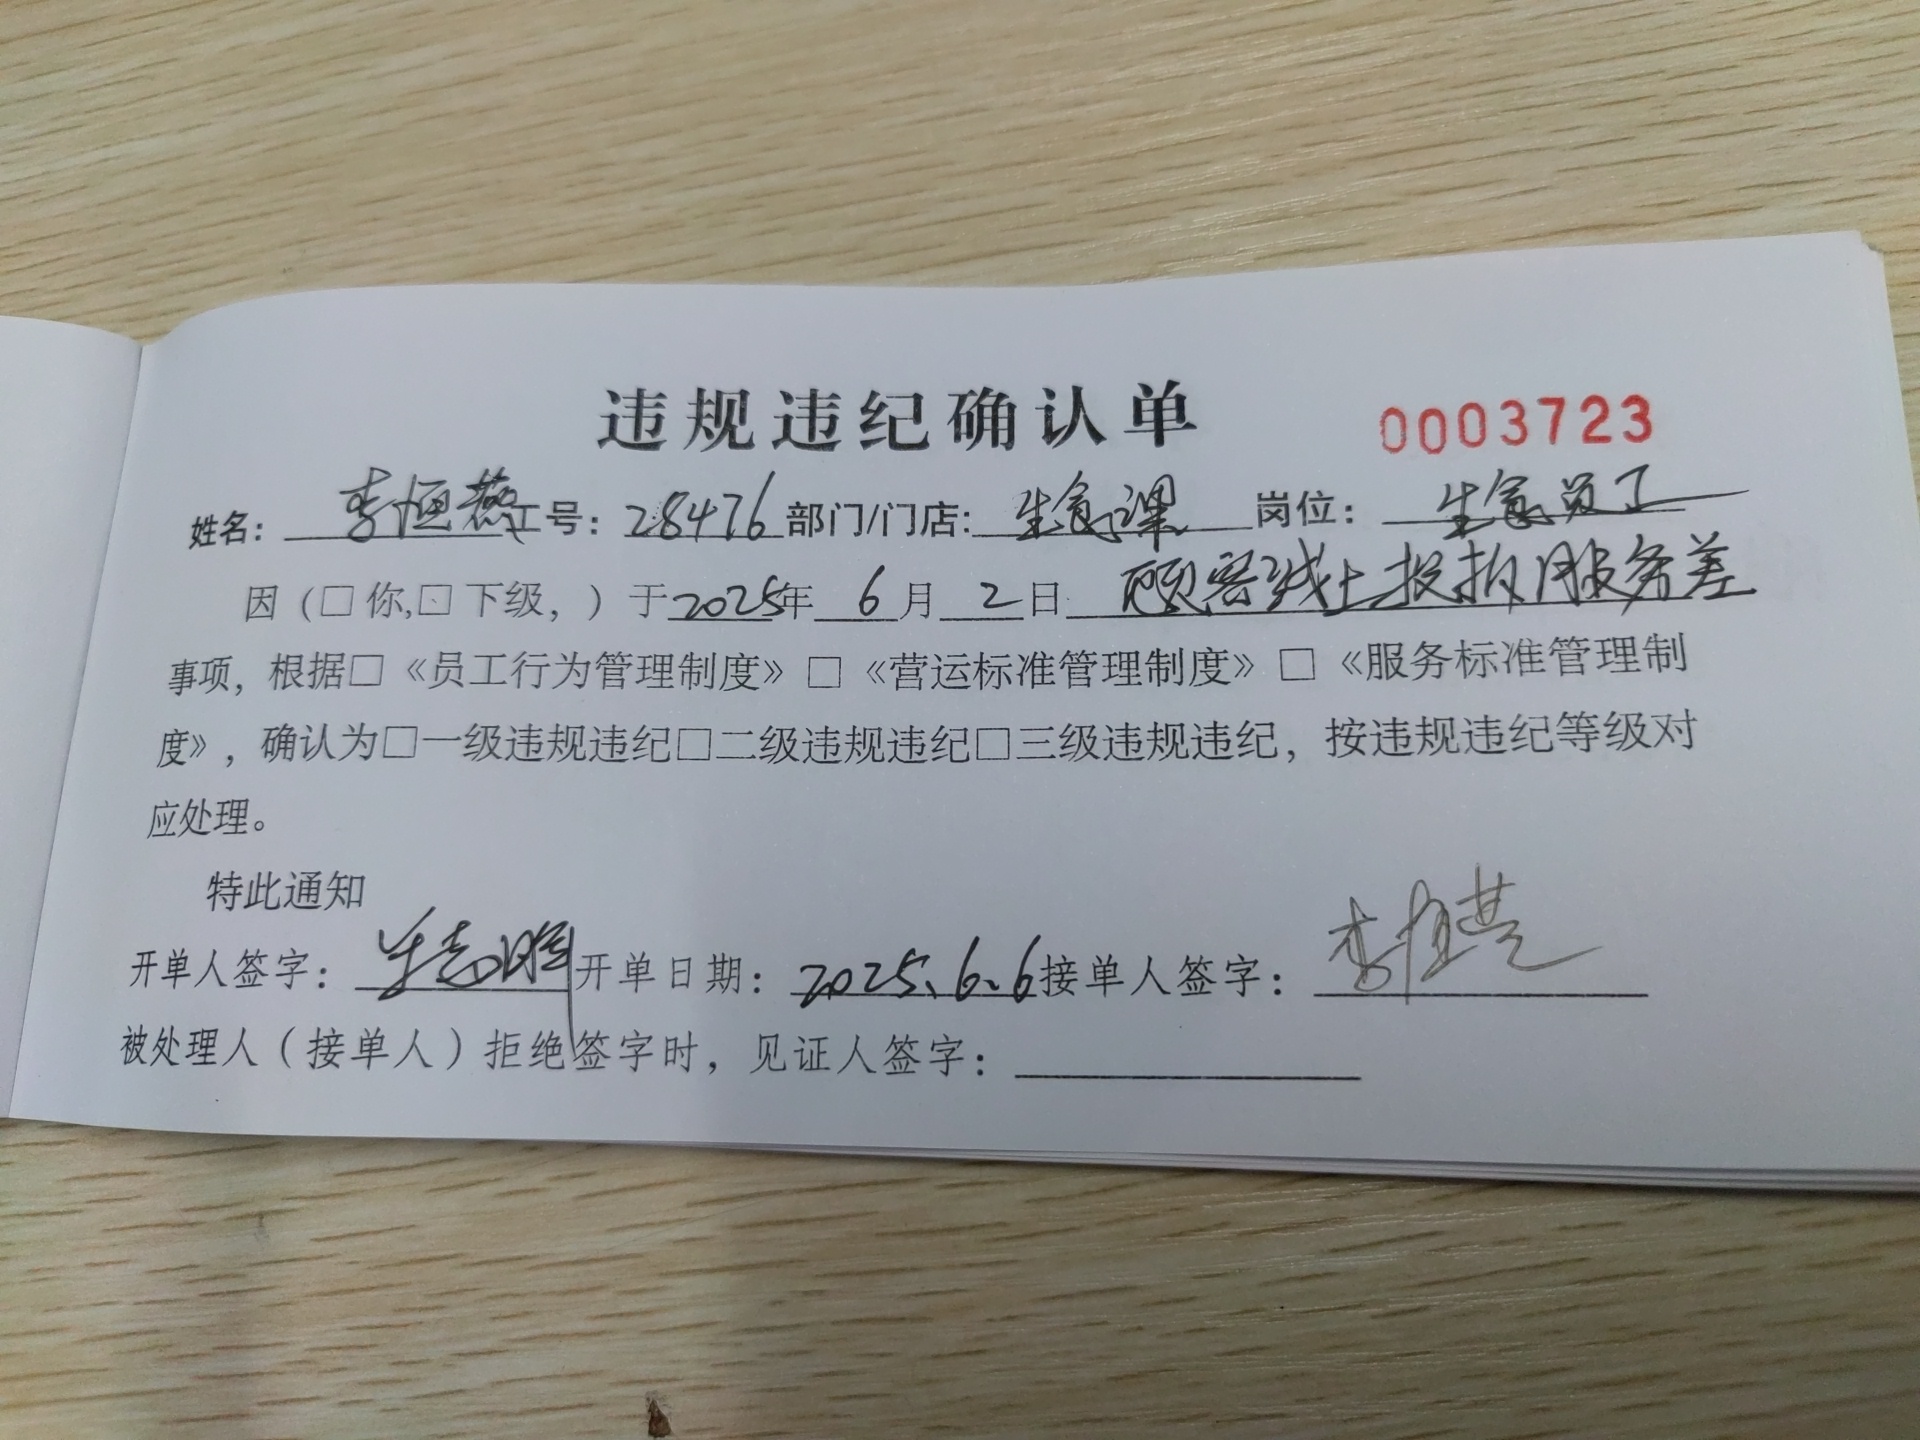 违规违纪确认单 0003723
姓名: 李恒燕 工号: 28476 部门/门店: 生食课 岗位: 生食员工
因 (□你,□下级, ) 于2025年 6 月 2 日 顾客线上投报服务差
事项, 根据□《员工行为管理制度》□《营运标准管理制度》□《服务标准管理制
度》, 确认为□一级违规违纪□二级违规违纪□三级违规违纪, 按违规违纪等级对
应处理。
特此通知
开单人签字: 开单日期: 2025.6.6 接单人签字:
被处理人(接单人)拒绝签字时, 见证人签字: